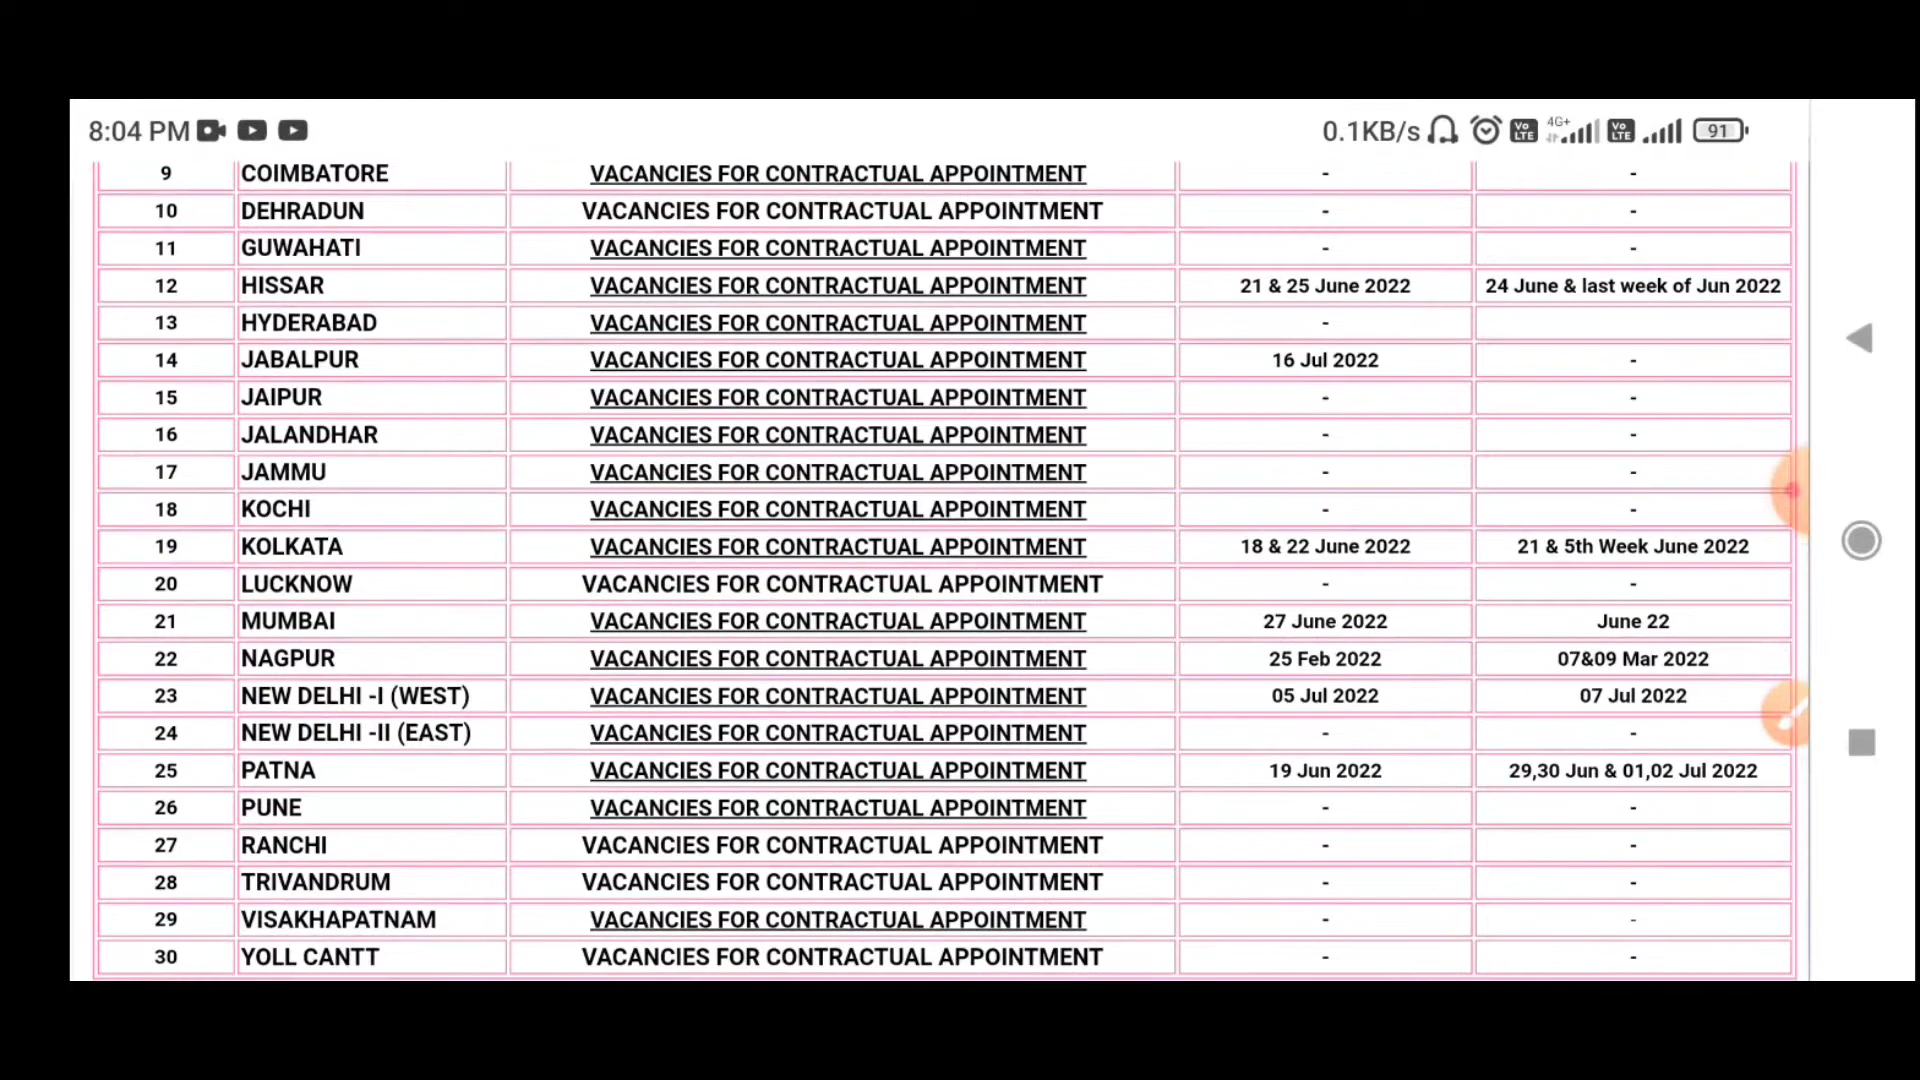 8:04 PM 0.1KB/s Vo LTE 4G+ Vo LTE 91
9 COIMBATORE VACANCIES FOR CONTRACTUAL APPOINTMENT - -
10 DEHRADUN VACANCIES FOR CONTRACTUAL APPOINTMENT - -
11 GUWAHATI VACANCIES FOR CONTRACTUAL APPOINTMENT - -
12 HISSAR VACANCIES FOR CONTRACTUAL APPOINTMENT 21 & 25 June 2022 24 June & last week of Jun 2022
13 HYDERABAD VACANCIES FOR CONTRACTUAL APPOINTMENT -
14 JABALPUR VACANCIES FOR CONTRACTUAL APPOINTMENT 16 Jul 2022 -
15 JAIPUR VACANCIES FOR CONTRACTUAL APPOINTMENT - -
16 JALANDHAR VACANCIES FOR CONTRACTUAL APPOINTMENT - -
17 JAMMU VACANCIES FOR CONTRACTUAL APPOINTMENT - -
18 KOCHI VACANCIES FOR CONTRACTUAL APPOINTMENT - -
19 KOLKATA VACANCIES FOR CONTRACTUAL APPOINTMENT 18 & 22 June 2022 21 & 5th Week June 2022
20 LUCKNOW VACANCIES FOR CONTRACTUAL APPOINTMENT - -
21 MUMBAI VACANCIES FOR CONTRACTUAL APPOINTMENT 27 June 2022 June 22
22 NAGPUR VACANCIES FOR CONTRACTUAL APPOINTMENT 25 Feb 2022 07&09 Mar 2022
23 NEW DELHI -I (WEST) VACANCIES FOR CONTRACTUAL APPOINTMENT 05 Jul 2022 07 Jul 2022
24 NEW DELHI -II (EAST) VACANCIES FOR CONTRACTUAL APPOINTMENT - -
25 PATNA VACANCIES FOR CONTRACTUAL APPOINTMENT 19 Jun 2022 29,30 Jun & 01,02 Jul 2022
26 PUNE VACANCIES FOR CONTRACTUAL APPOINTMENT - -
27 RANCHI VACANCIES FOR CONTRACTUAL APPOINTMENT - -
28 TRIVANDRUM VACANCIES FOR CONTRACTUAL APPOINTMENT - -
29 VISAKHAPATNAM VACANCIES FOR CONTRACTUAL APPOINTMENT - -
30 YOLL CANTT VACANCIES FOR CONTRACTUAL APPOINTMENT - -